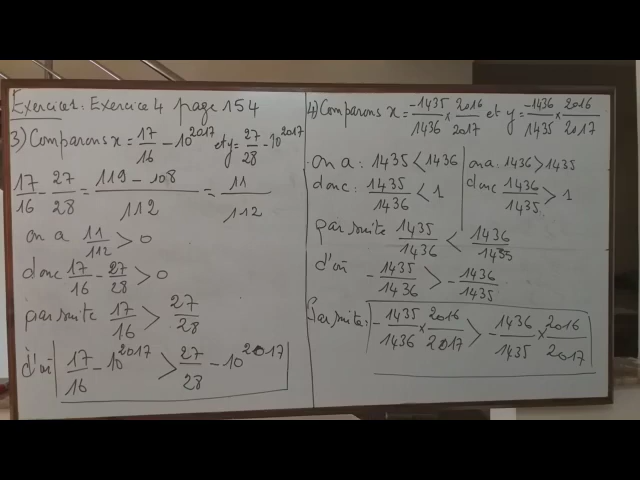 Exercice1: Exercice 4 page 154
3) Comparons x = 17/16 - 10^2017 et y = 27/28 - 10^2017
17/16 - 27/28 = (119 - 108)/112 = 11/112
on a 11/112 > 0
donc 17/16 - 27/28 > 0
par suite 17/16 > 27/28
d'où 17/16 - 10^2017 > 27/28 - 10^2017
4) Comparons x = -1435/1436 × 2016/2017 et y = -1436/1435 × 2016/2017
on a: 1435 < 1436
donc: 1435/1436 < 1
on a: 1436 > 1435
donc 1436/1435 > 1
par suite 1435/1436 < 1436/1435
d'où -1435/1436 > -1436/1435
Par suite: -1435/1436 × 2016/2017 > -1436/1435 × 2016/2017